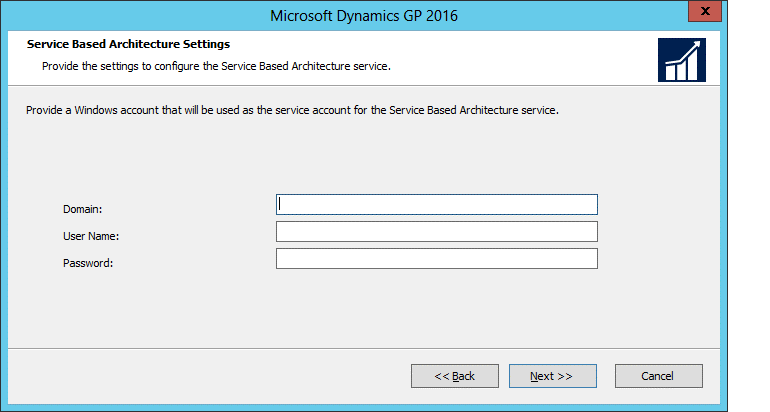 Microsoft Dynamics GP 2016
x
Service Based Architecture Settings
Provide the settings to configure the Service Based Architecture service.
Provide a Windows account that will be used as the service account for the Service Based Architecture service.
Domain:
User Name:
Password:
<< Back
Next >>
Cancel